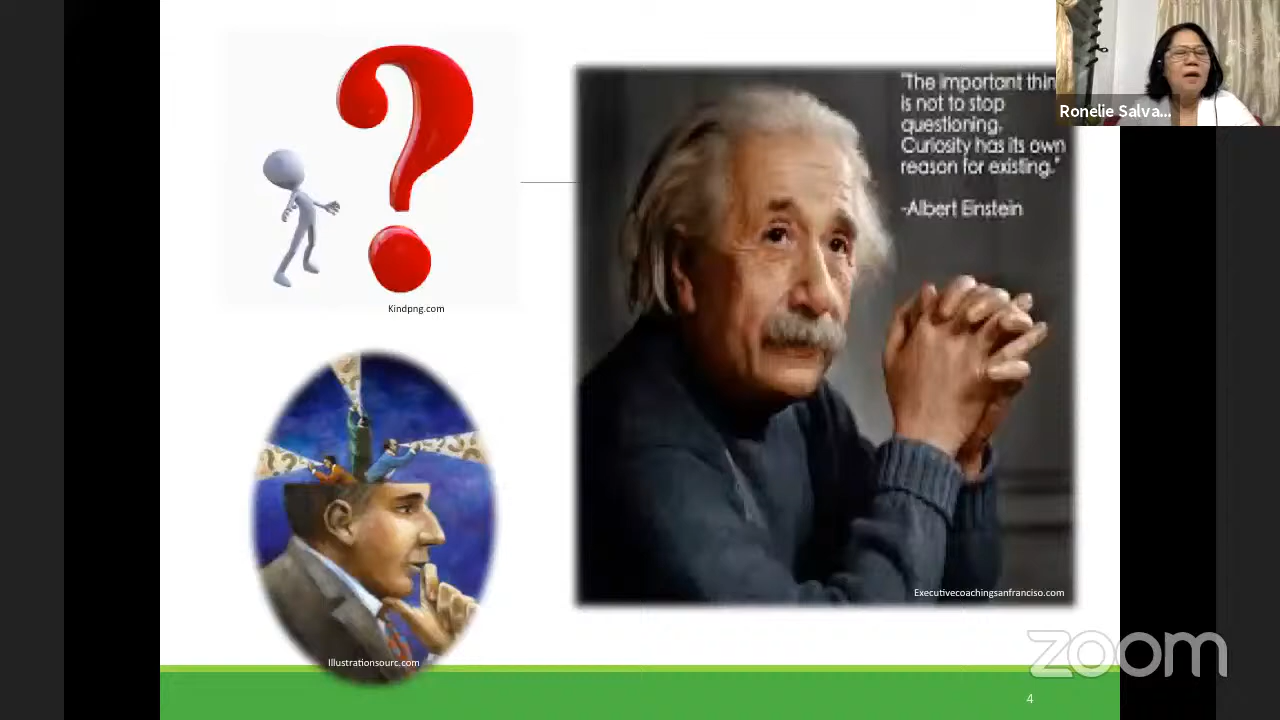 "The important thin
is not to stop
questioning.
Curiosity has its own
reason for existing."
-Albert Einstein
Ronelie Salva...
Kindpng.com
Executivecoachingsanfranciso.com
Illustrationsourc.com
zoom
4